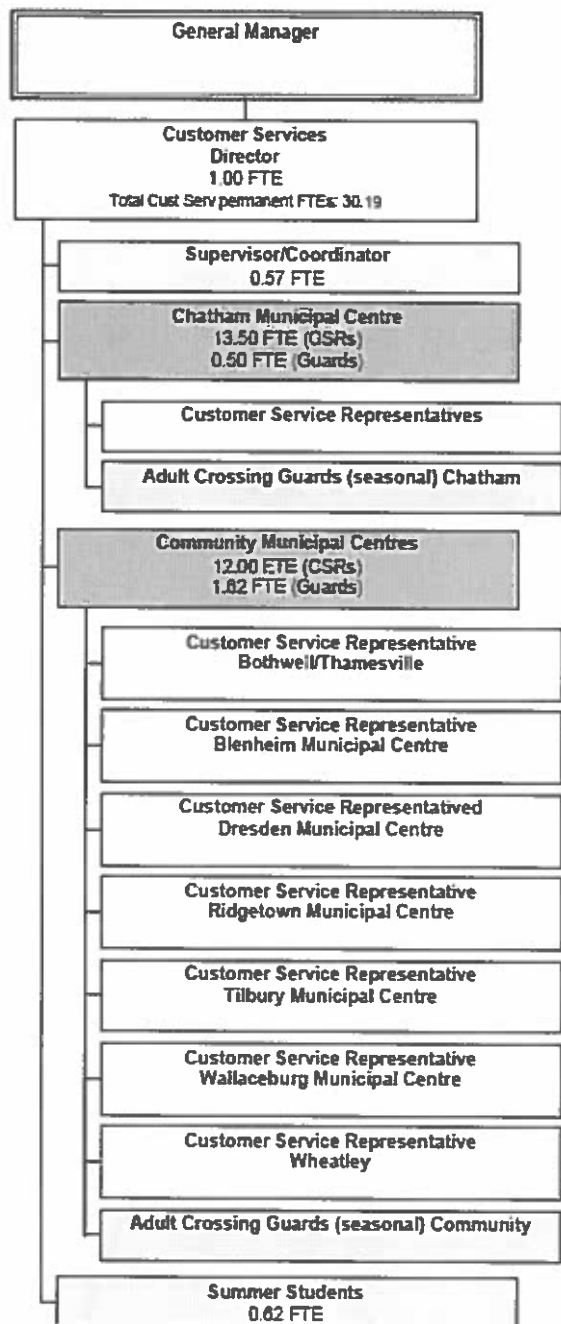 General Manager
Customer Services
Director
1.00 FTE
Total Cust Serv permanent FTEs: 30.19
Supervisor/Coordinator
0.57 FTE
Chatham Municipal Centre
13.50 FTE (CSRs)
0.50 FTE (Guards)
Customer Service Representatives
Adult Crossing Guards (seasonal) Chatham
Community Municipal Centres
12.00 FTE (CSRs)
1.62 FTE (Guards)
Customer Service Representative
Bothwell/Thamesville
Customer Service Representative
Blenheim Municipal Centre
Customer Service Representatived
Dresden Municipal Centre
Customer Service Representative
Ridgetown Municipal Centre
Customer Service Representative
Tilbury Municipal Centre
Customer Service Representative
Wallaceburg Municipal Centre
Customer Service Representative
Wheatley
Adult Crossing Guards (seasonal) Community
Summer Students
0.62 FTE